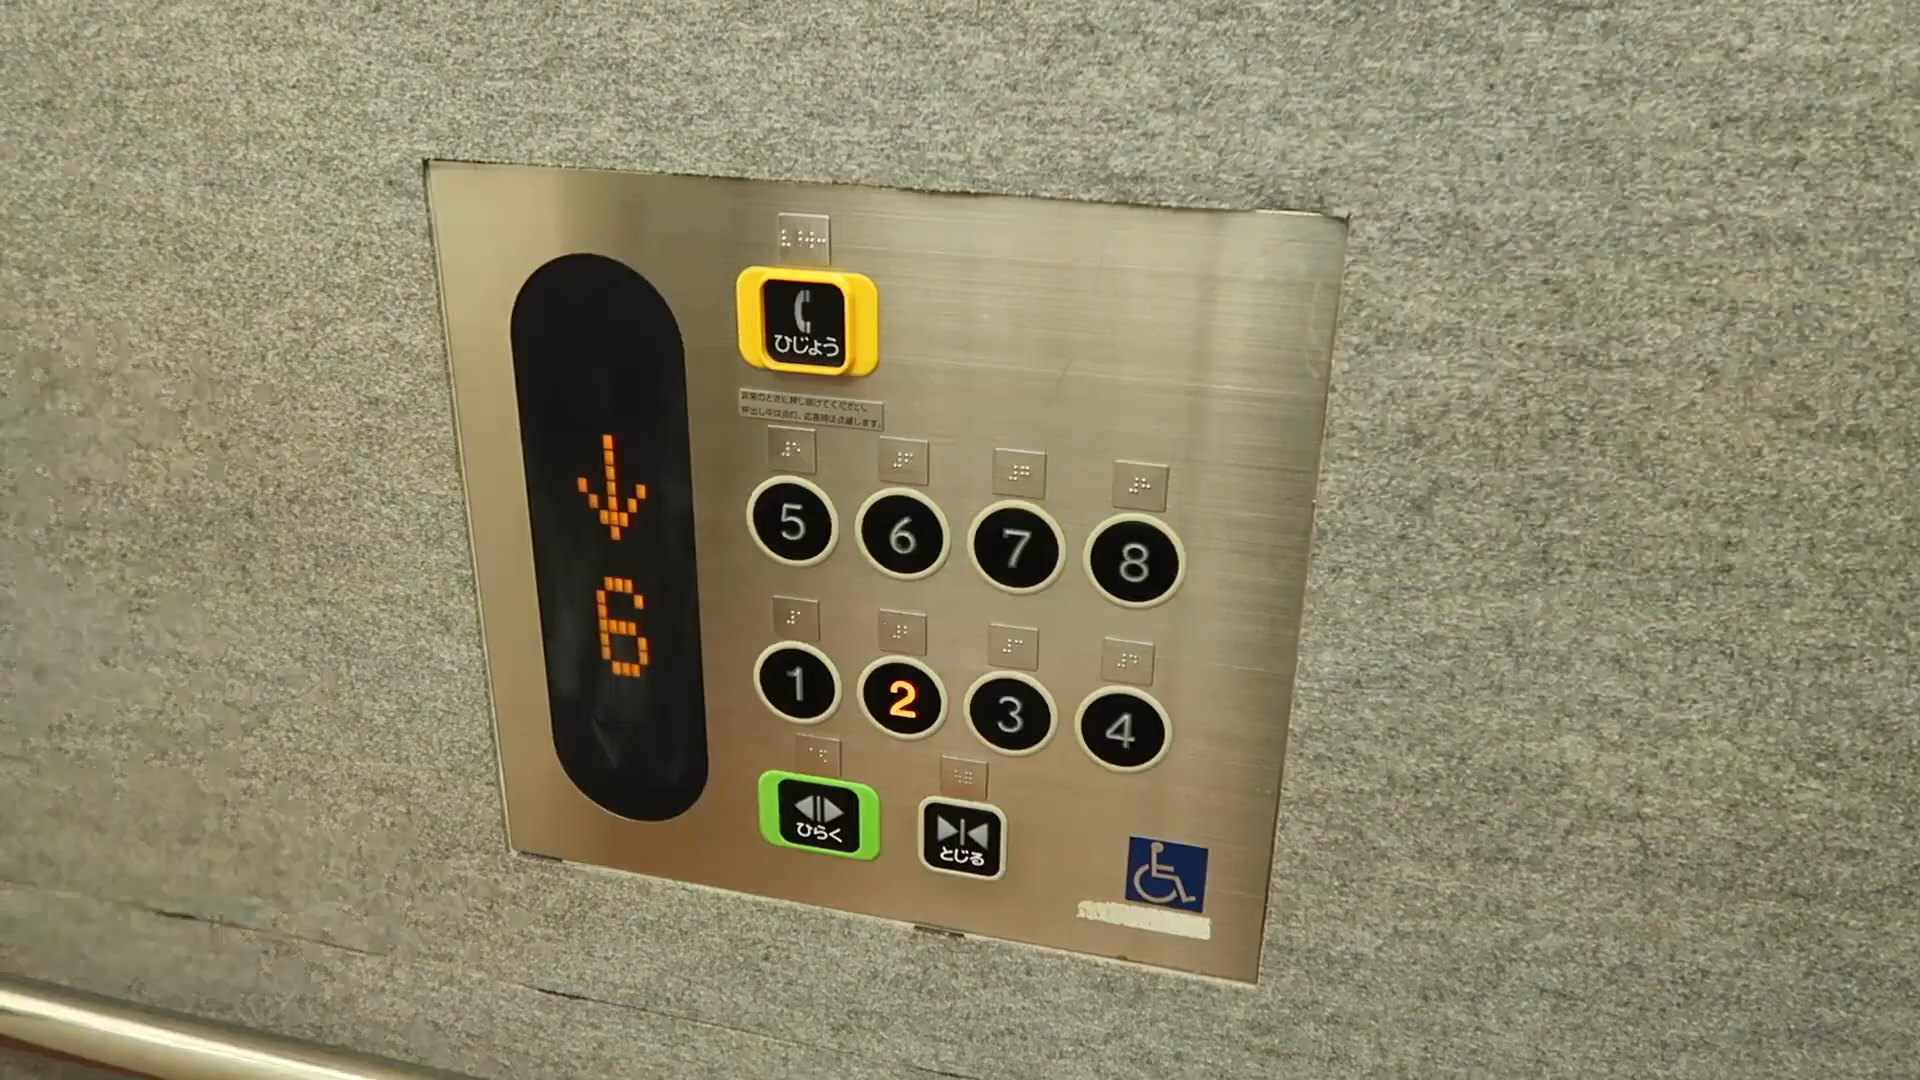 ひじょう
非常のときに押し続けてください。
呼出し中は点灯、応答時は点滅します。
5 6 7 8
6
1 2 3 4
ひらく とじる